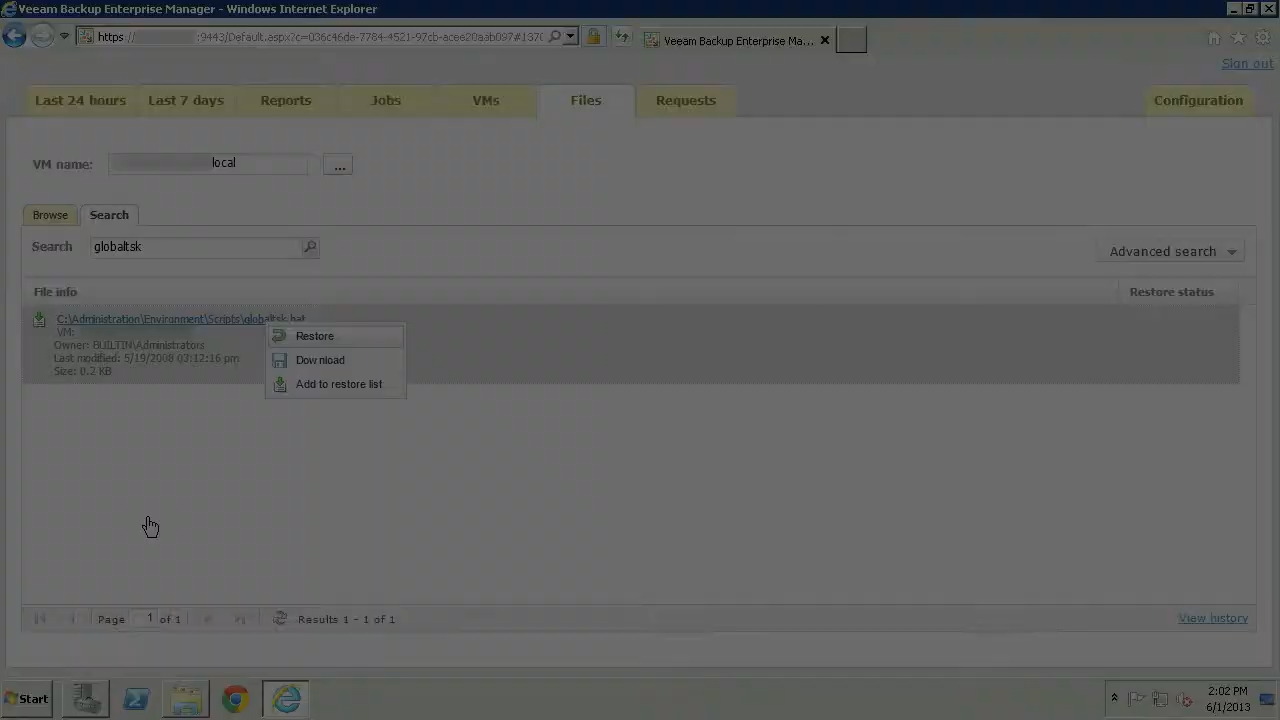 Veeam Backup Enterprise Manager - Windows Internet Explorer
https :9443/Default.aspx?c=036c46de-7784-4521-97cb-acee20aab097#1370
Veeam Backup Enterprise Ma...
Sign out
Last 24 hours Last 7 days Reports Jobs VMs Files Requests Configuration
VM name: local ...
Browse Search
Search globaltsk Advanced search
File info Restore status
C:\Administration\Environment\Scripts\globaltsk.bat
VM:
Owner: BUILTIN\Administrators
Last modified: 5/19/2008 03:12:16 pm
Size: 0.2 KB
Restore
Download
Add to restore list
Page 1 of 1 Results 1 - 1 of 1 View history
Start 2:02 PM
6/1/2013